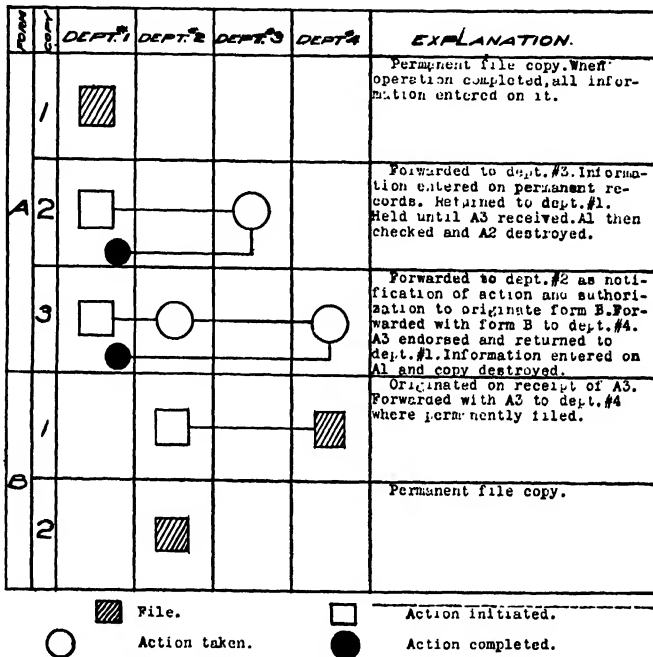 FORM COPY DEPT.#1 DEPT.#2 DEPT.#3 DEPT.#4 EXPLANATION.
A
1
Permanent file copy. When
operation completed, all infor-
mation entered on it.
2
Forwarded to dept.#3. Informa-
tion entered on permanent re-
cords. Returned to dept.#1.
Held until A3 received. A1 then
checked and A2 destroyed.
3
Forwarded to dept.#2 as noti-
fication of action and authori-
zation to originate form B. For-
warded with form B to dept.#4.
A3 endorsed and returned to
dept.#1. Information entered on
A1 and copy destroyed.
B
1
Originated on receipt of A3.
Forwarded with A3 to dept.#4
where permanently filed.
2
Permanent file copy.
File. Action initiated.
Action taken. Action completed.